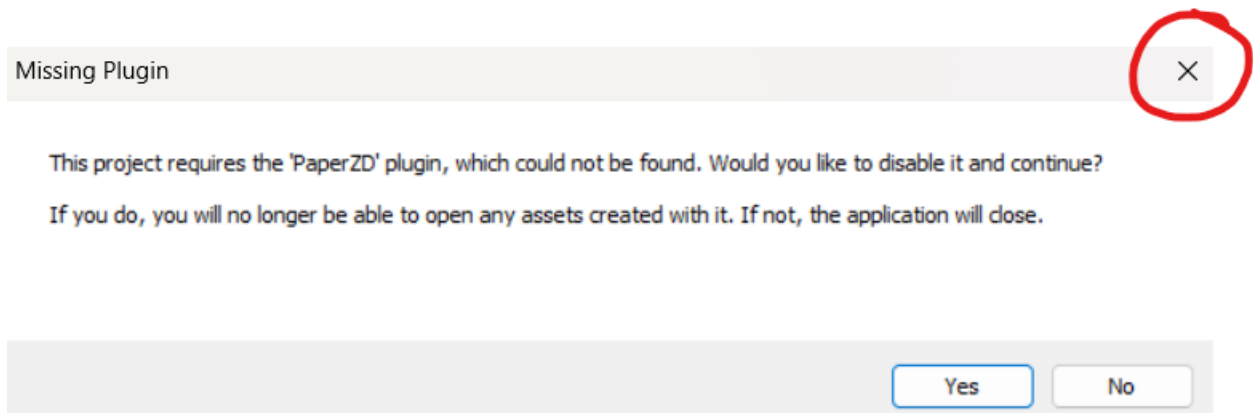 Missing Plugin
This project requires the 'PaperZD' plugin, which could not be found. Would you like to disable it and continue?
If you do, you will no longer be able to open any assets created with it. If not, the application will close.
Yes No